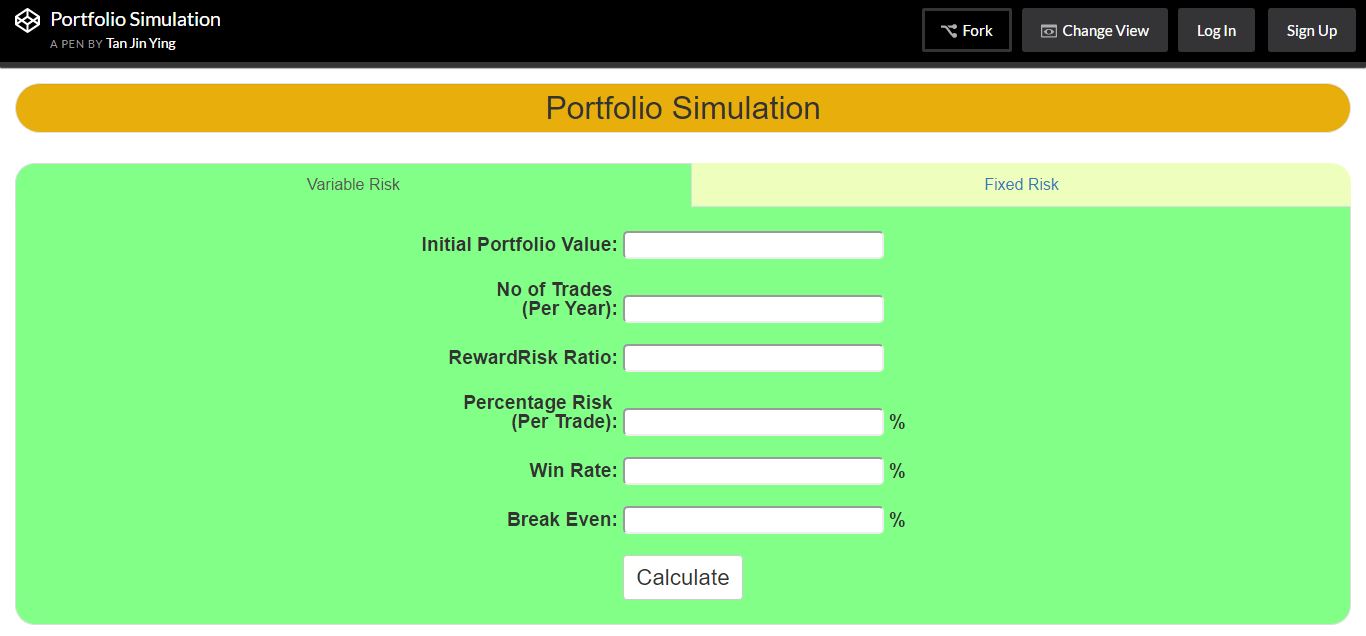 Portfolio Simulation
A PEN BY Tan Jin Ying
Fork
Change View
Log In
Sign Up
Portfolio Simulation
Variable Risk
Fixed Risk
Initial Portfolio Value:
No of Trades
(Per Year):
RewardRisk Ratio:
Percentage Risk
(Per Trade): %
Win Rate: %
Break Even: %
Calculate